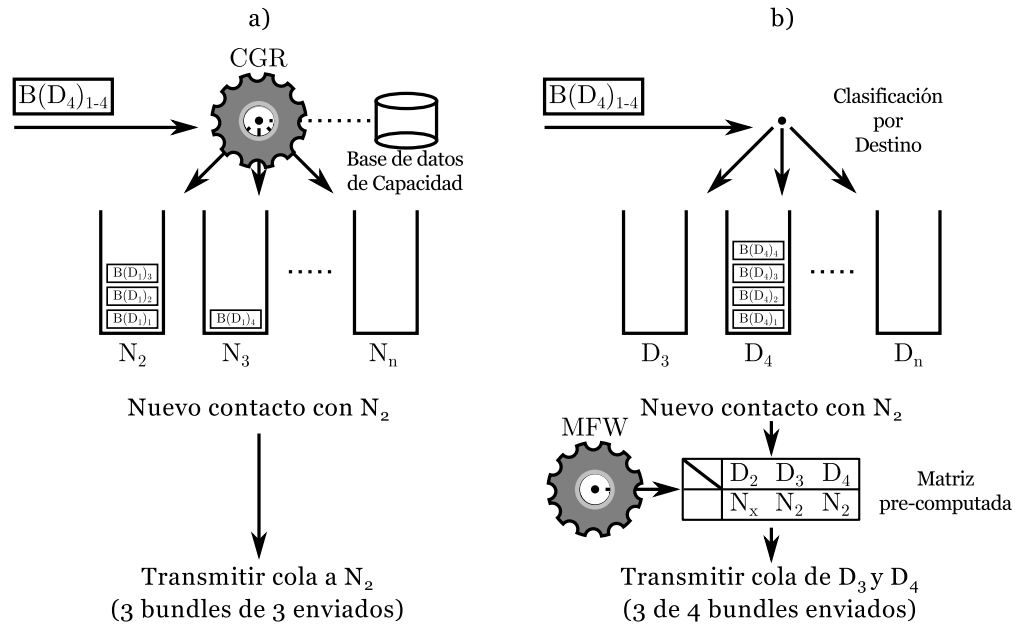 a)
CGR
B(D₄)₁₋₄
Base de datos
de Capacidad
B(D₁)₃
B(D₁)₂
B(D₁)₁
B(D₁)₄
N₂
N₃
Nₙ
Nuevo contacto con N₂
Transmitir cola a N₂
(3 bundles de 3 enviados)
b)
B(D₄)₁₋₄
Clasificación
por
Destino
B(D₄)₄
B(D₄)₃
B(D₄)₂
B(D₄)₁
D₃
D₄
Dₙ
Nuevo contacto con N₂
MFW
D₂ D₃ D₄
Nₓ N₂ N₂
Matriz
pre-computada
Transmitir cola de D₃ y D₄
(3 de 4 bundles enviados)